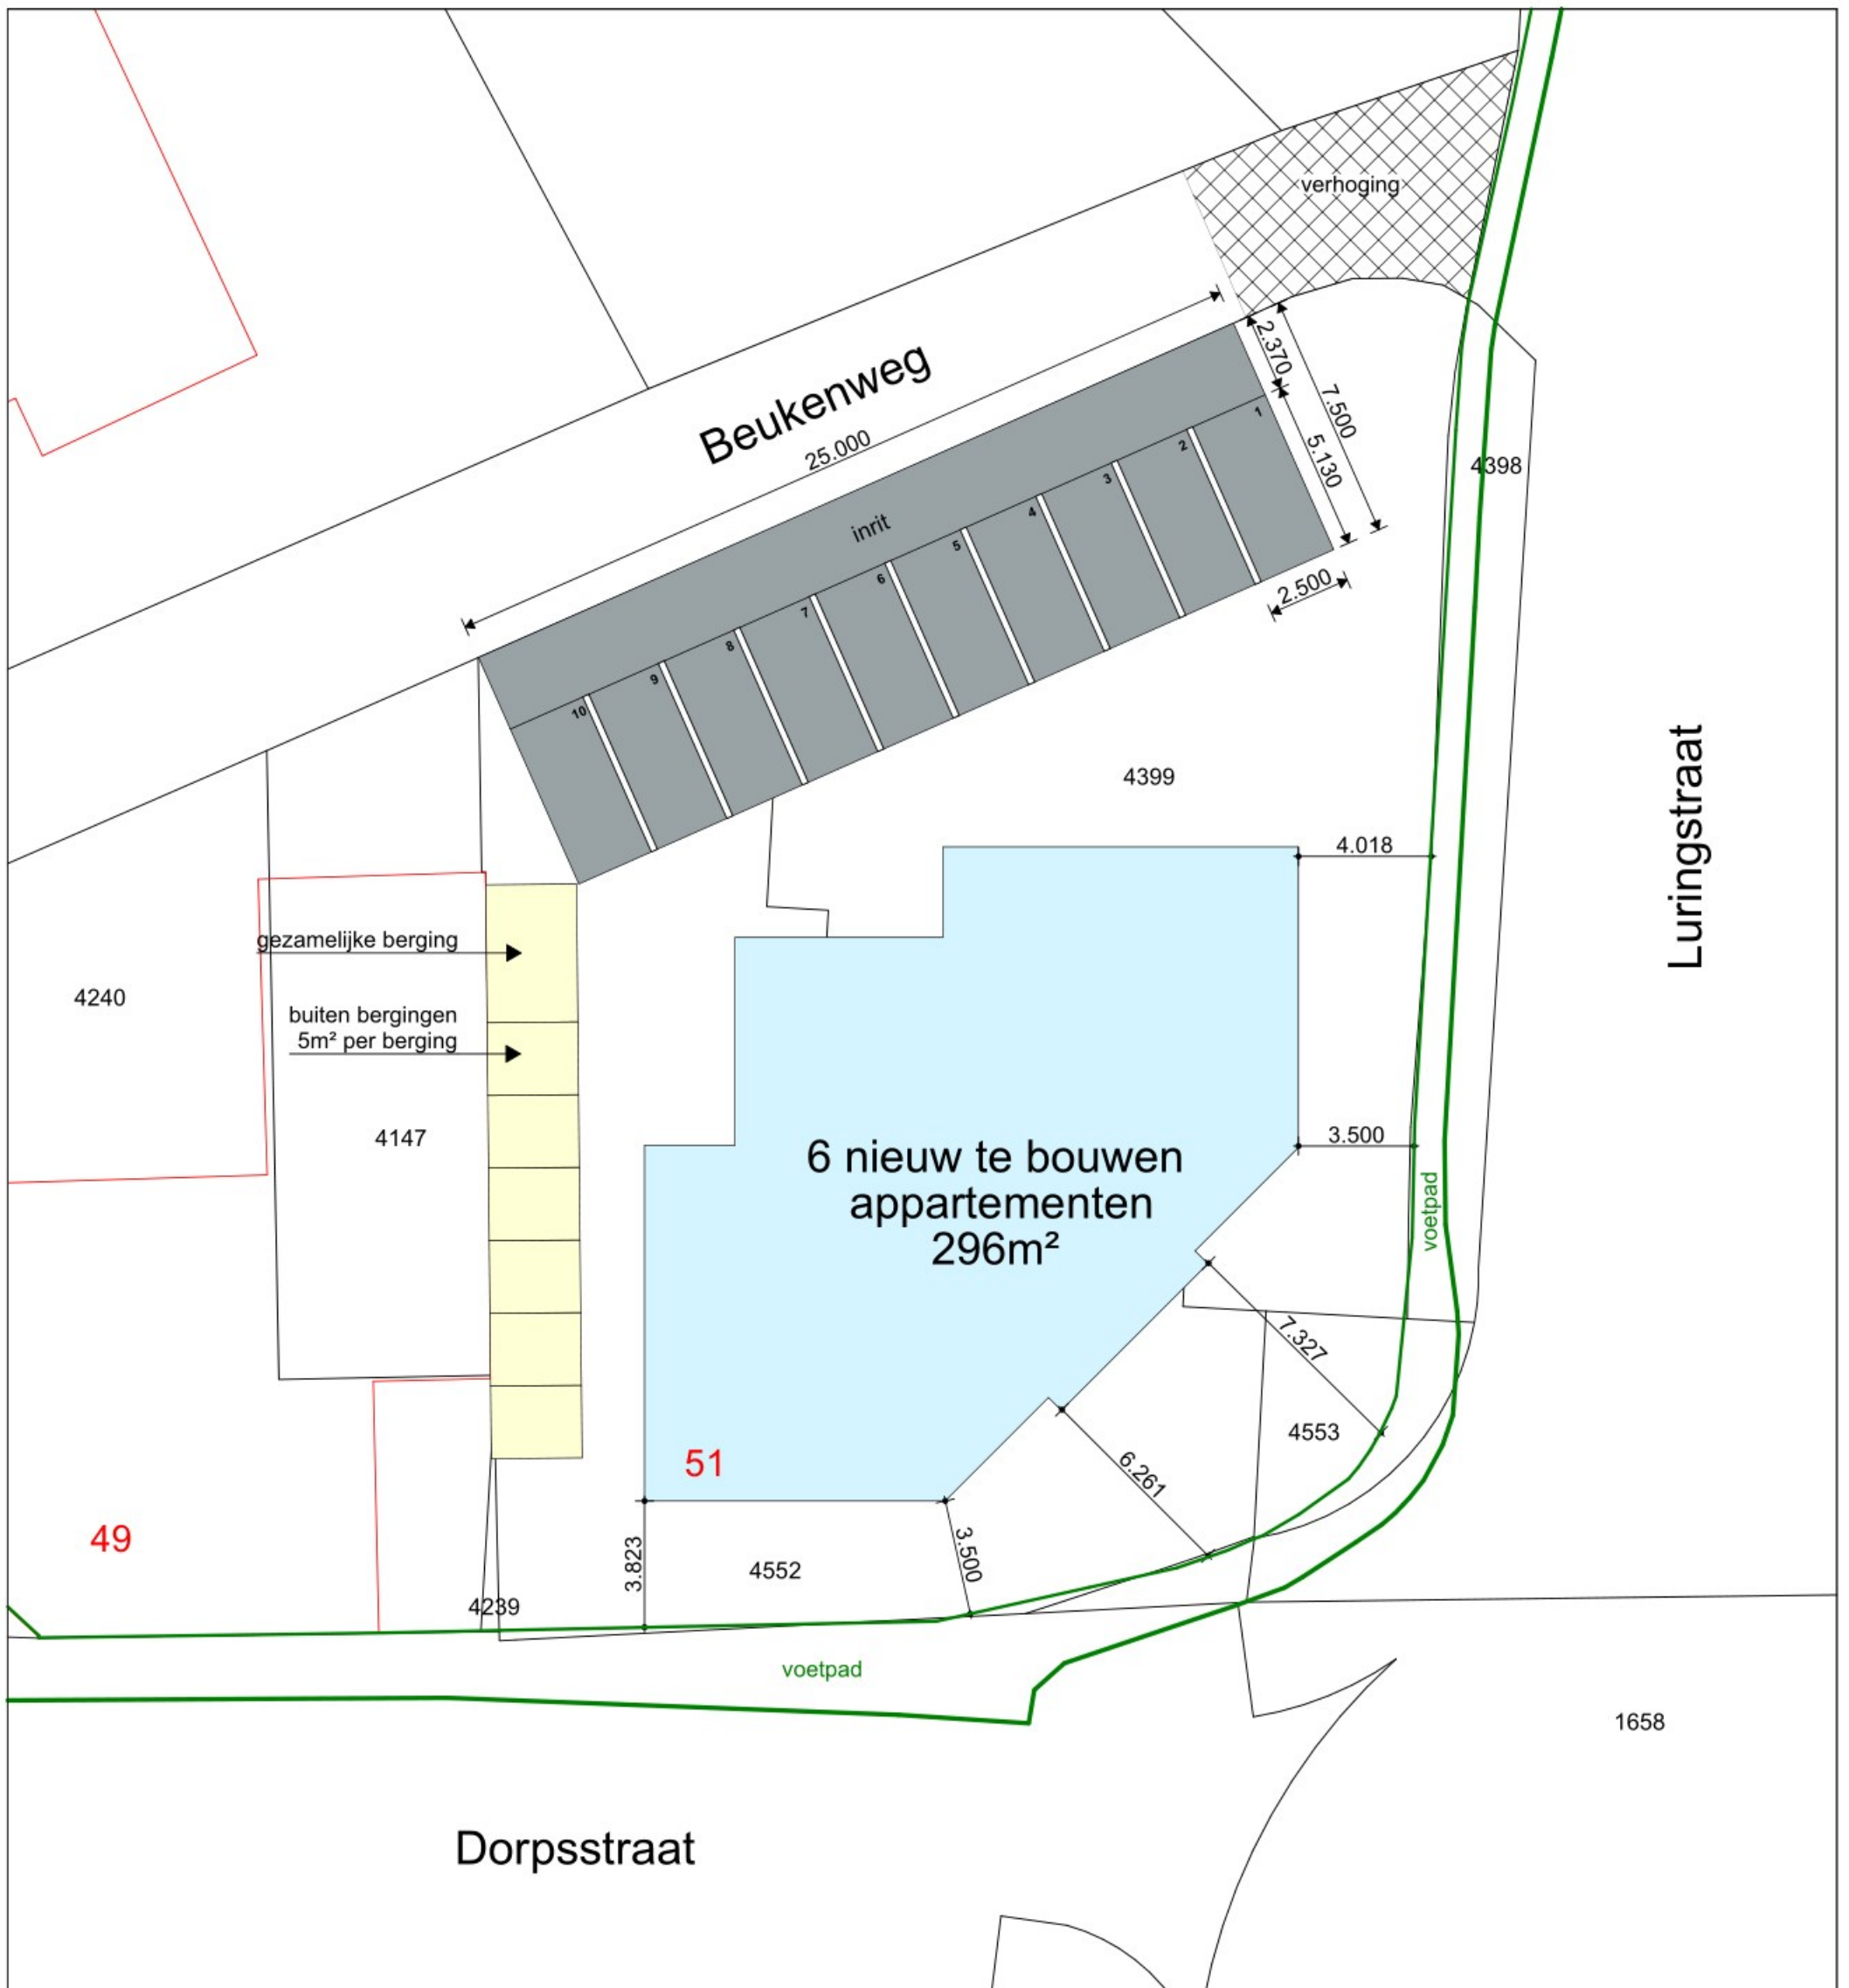 verhoging
Beukenweg
25.000
2.370
7.500
5.130
2.500
inrit
1
2
3
4
5
6
7
8
9
10
4398
4399
4.018
Luringstraat
gezamelijke berging
4240
buiten bergingen
5m² per berging
4147
6 nieuw te bouwen
appartementen
296m²
3.500
voetpad
7.327
4553
6.261
51
49
3.823
4552
3.500
4239
voetpad
1658
Dorpsstraat